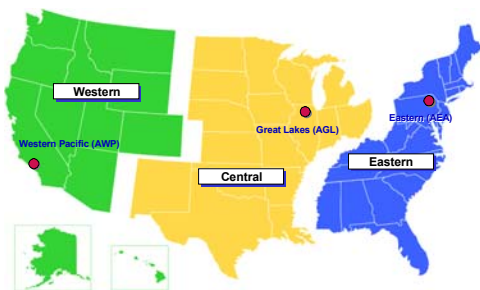 Western
Eastern (AEA)
Great Lakes (AGL)
Western Pacific (AWP)
Eastern
Central